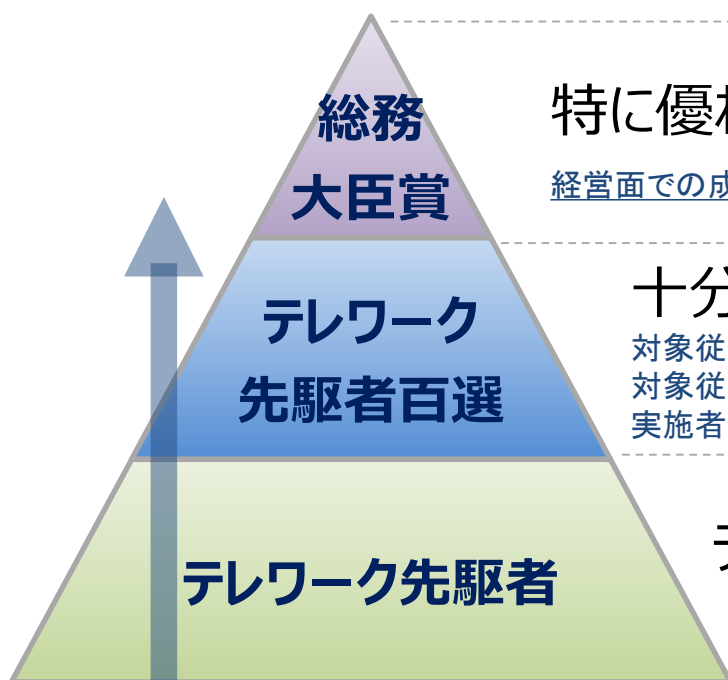 総務
大臣賞
特に優
経営面での成
テレワーク
先駆者百選
十分
対象従
対象従
実施者
テレワーク先駆者